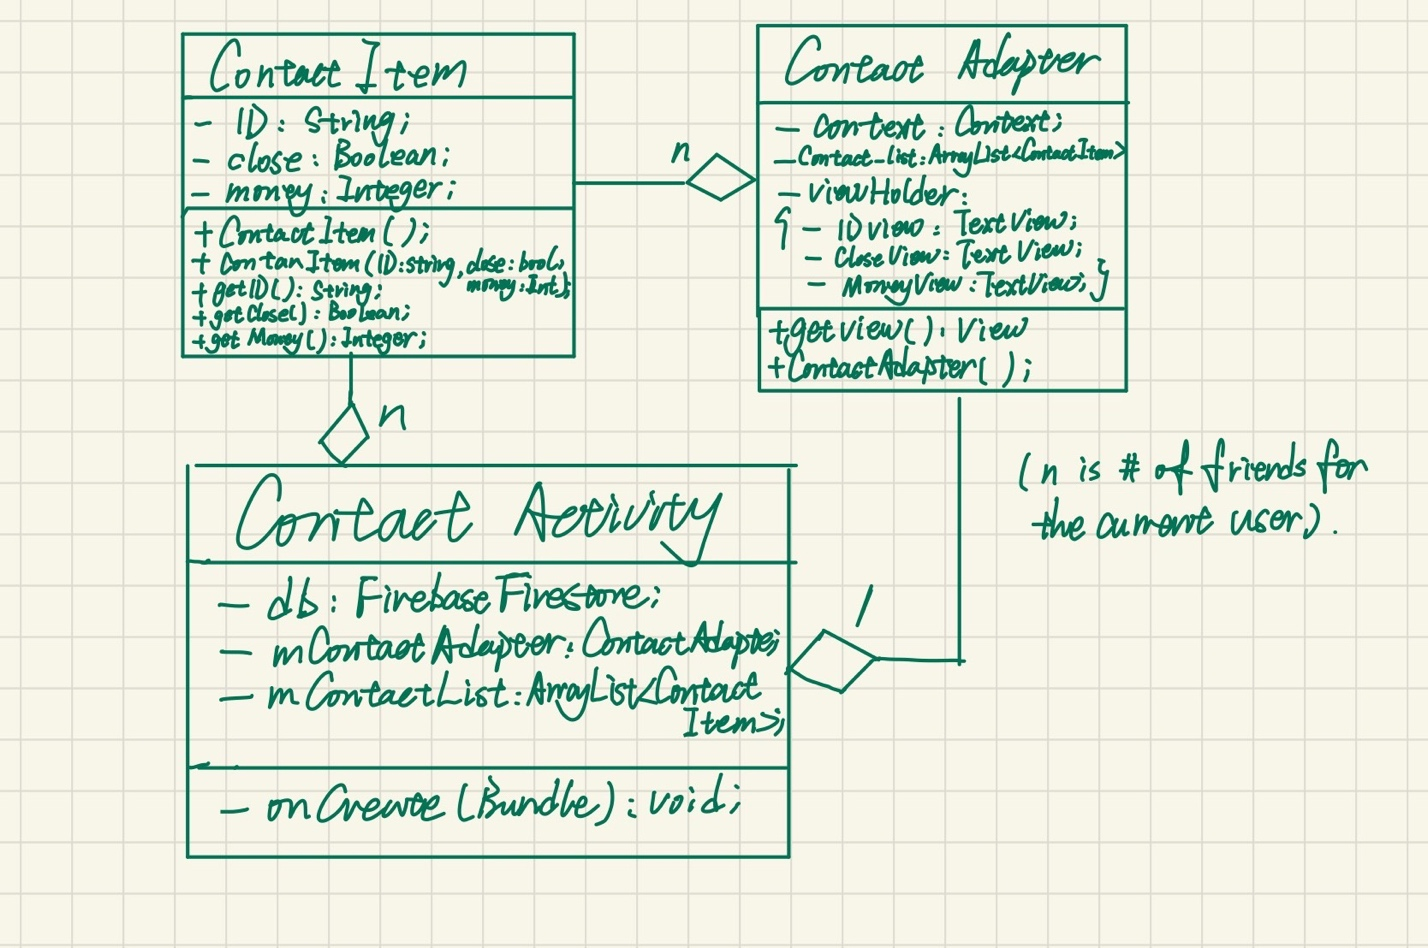 Contact Item
- ID: String;
- close: Boolean;
- money: Integer;
+ ContactItem();
+ ContanItem(ID:string, close: bool,
money: Int);
+ getID(): String;
+ getClose(): Boolean;
+ getMoney(): Integer;
n
Contact Adapter
- context: Context;
- Contact_list: ArrayList<ContactItem>
- viewHolder:
{ - IDview: TextView;
- CloseView: TextView;
- MoneyView: TextView; }
+getview(): View
+ContactAdapter();
n
(n is # of friends for
the current user).
Contact Activity
- db: FirebaseFirestore;
- mContactAdapter: ContactAdapte;
- mContactList: ArrayList<Contact
Item>;
- onCreate(Bundle): void;
1